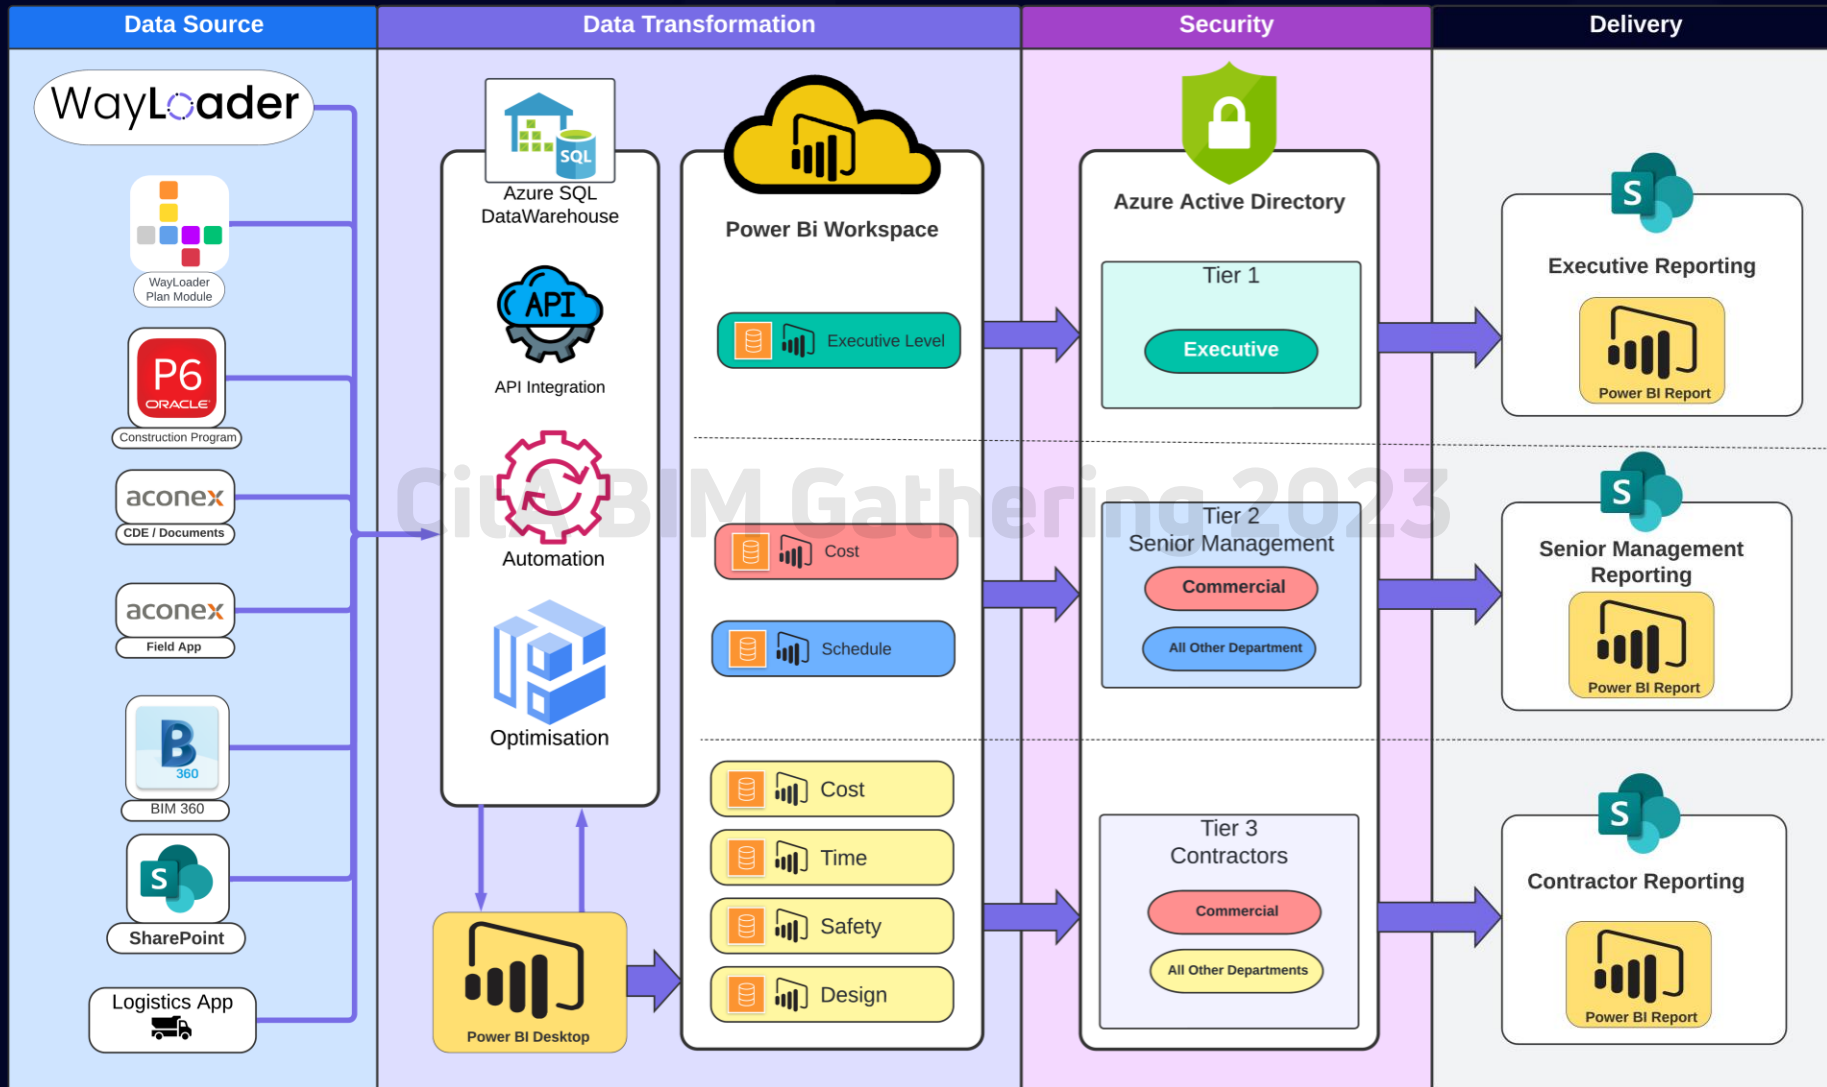 Data Source
Data Transformation
Security
Delivery
WayLoader
WayLoader
Plan Module
P6
ORACLE
Construction Program
aconex
CDE / Documents
aconex
Field App
B
360
BIM 360
S
SharePoint
Logistics App
SQL
Azure SQL
DataWarehouse
API
API Integration
Automation
Optimisation
Power BI Desktop
Power Bi Workspace
Executive Level
Cost
Schedule
Cost
Time
Safety
Design
Azure Active Directory
Tier 1
Executive
Tier 2
Senior Management
Commercial
All Other Department
Tier 3
Contractors
Commercial
All Other Departments
S
Executive Reporting
Power BI Report
S
Senior Management
Reporting
Power BI Report
S
Contractor Reporting
Power BI Report
CitA BIM Gathering 2023